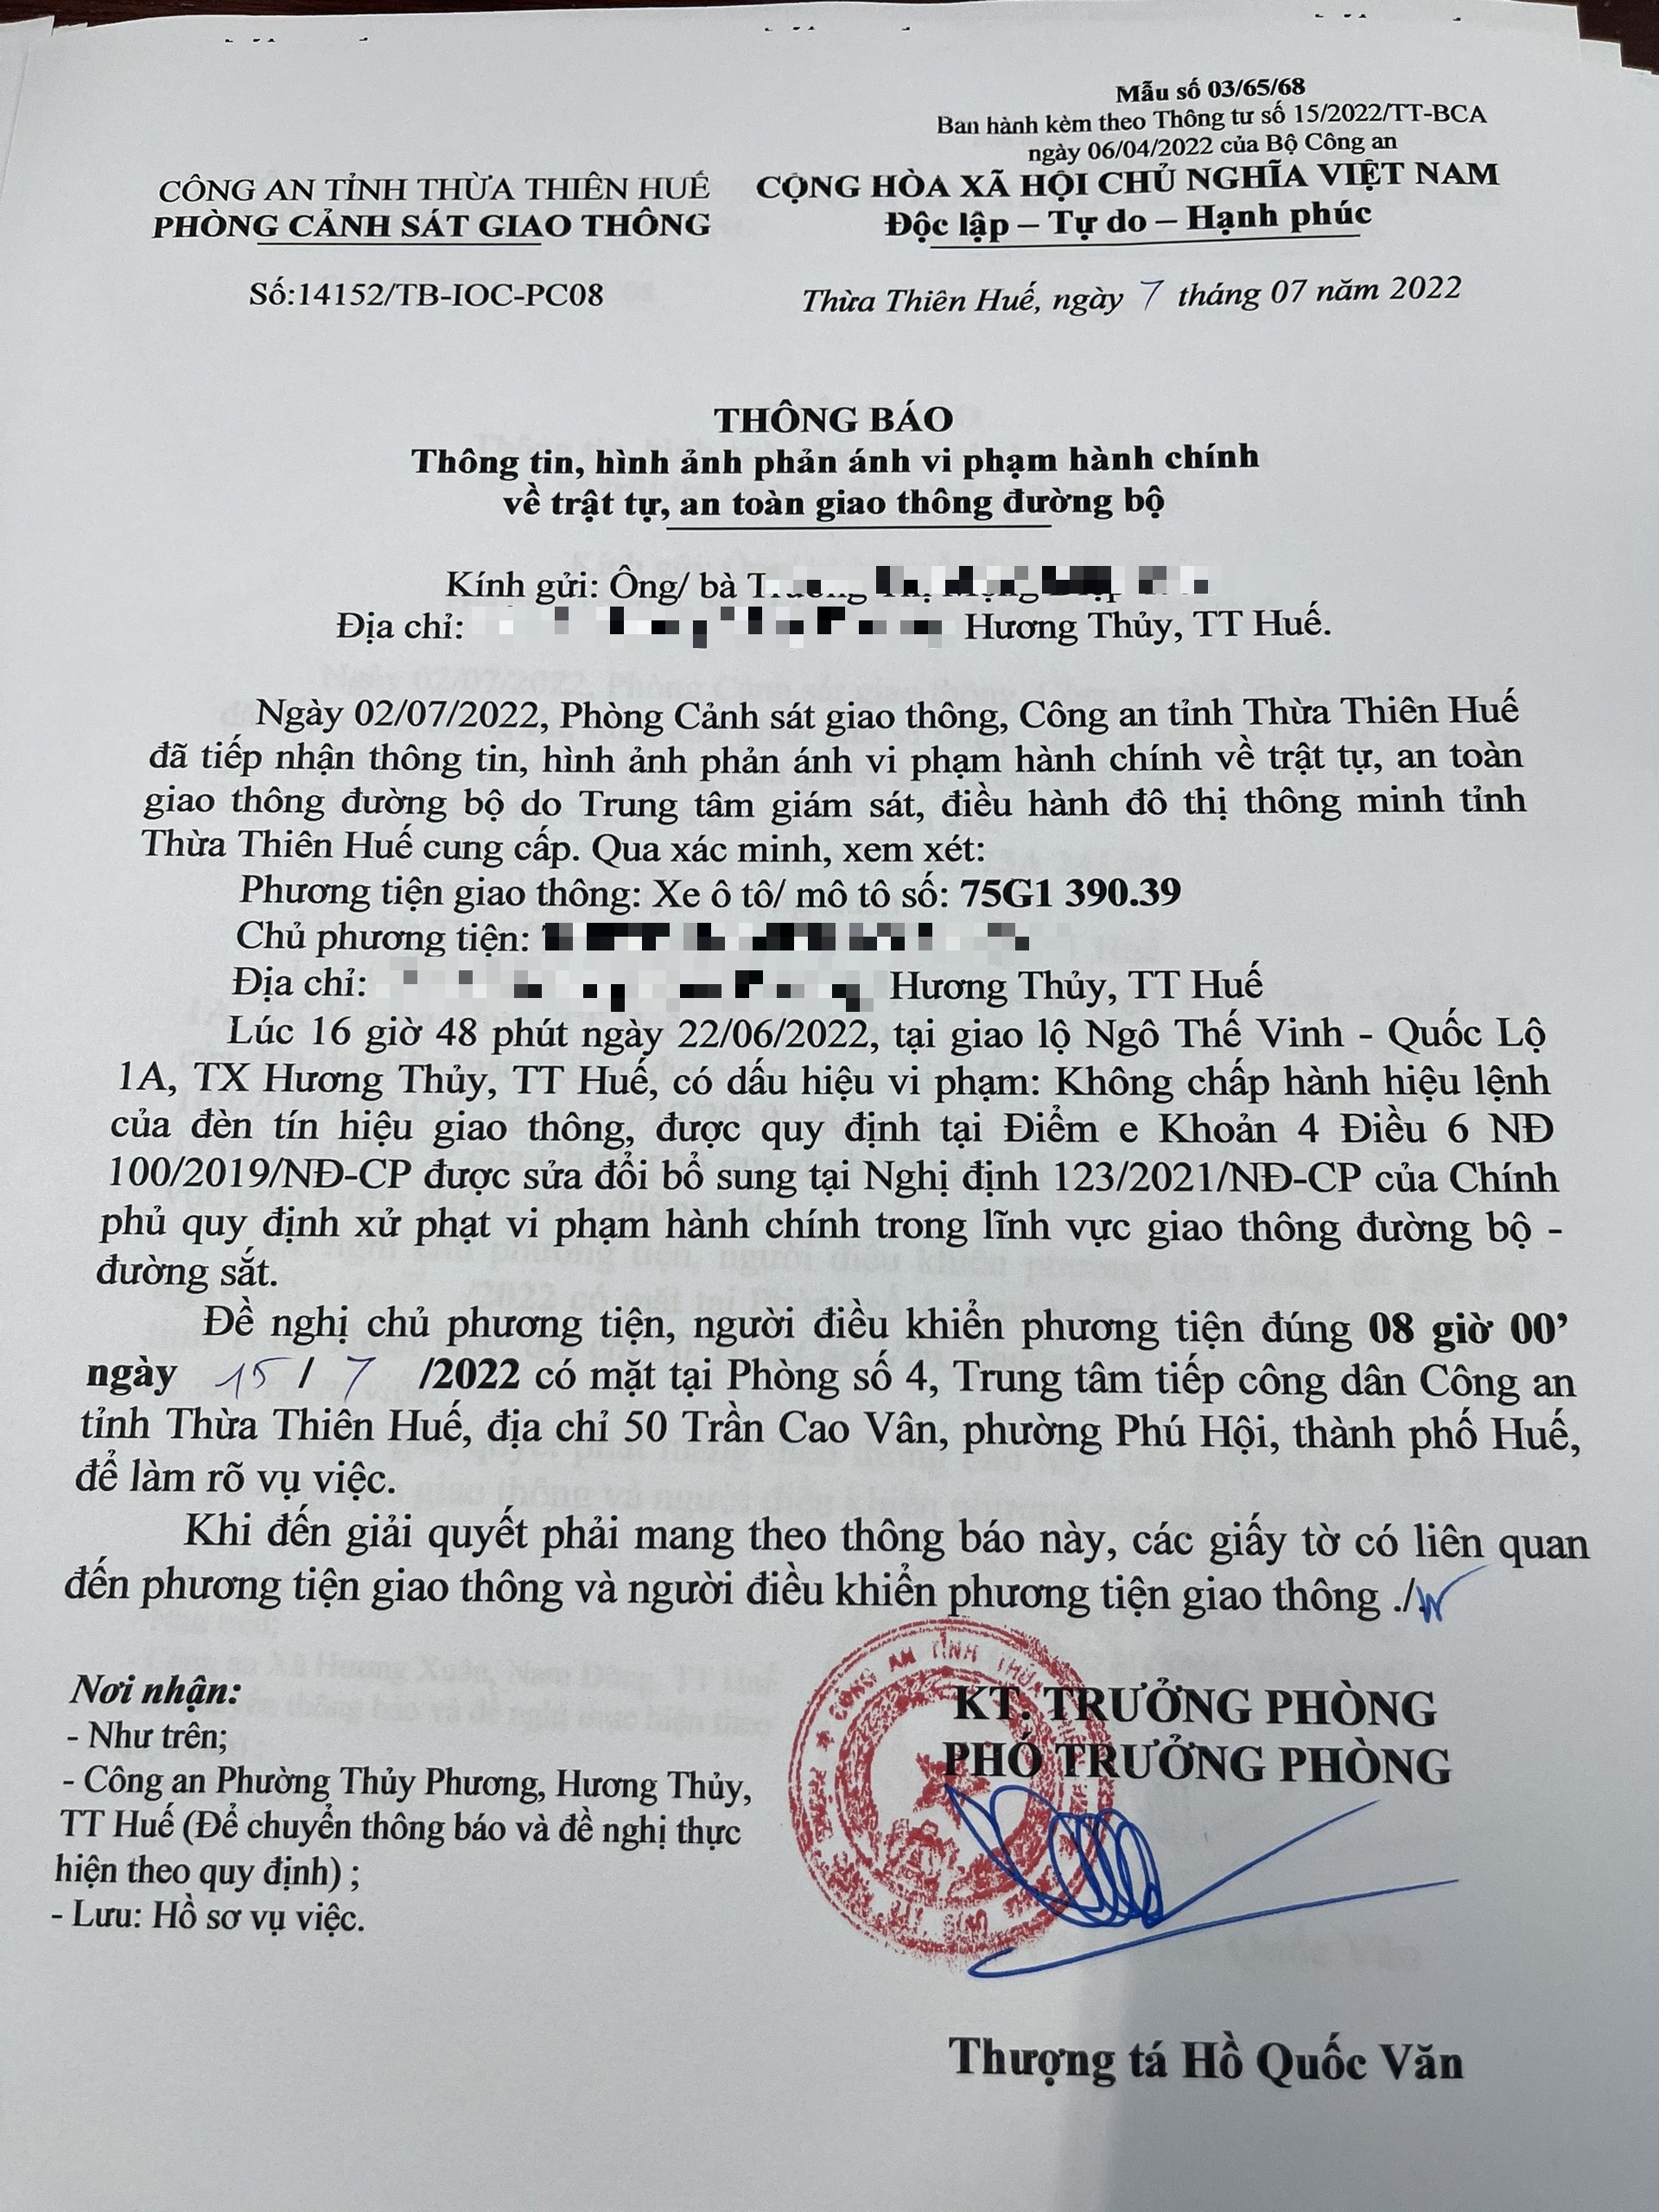 Mẫu số 03/65/68
Ban hành kèm theo Thông tư số 15/2022/TT-BCA
ngày 06/04/2022 của Bộ Công an
CÔNG AN TỈNH THỪA THIÊN HUẾ
PHÒNG CẢNH SÁT GIAO THÔNG
CỘNG HÒA XÃ HỘI CHỦ NGHĨA VIỆT NAM
Độc lập – Tự do – Hạnh phúc
Số:14152/TB-IOC-PC08
Thừa Thiên Huế, ngày 7 tháng 07 năm 2022
THÔNG BÁO
Thông tin, hình ảnh phản ánh vi phạm hành chính
về trật tự, an toàn giao thông đường bộ
Kính gửi: Ông/ bà
Địa chỉ: Hương Thủy, TT Huế.
Ngày 02/07/2022, Phòng Cảnh sát giao thông, Công an tỉnh Thừa Thiên Huế
đã tiếp nhận thông tin, hình ảnh phản ánh vi phạm hành chính về trật tự, an toàn
giao thông đường bộ do Trung tâm giám sát, điều hành đô thị thông minh tỉnh
Thừa Thiên Huế cung cấp. Qua xác minh, xem xét:
Phương tiện giao thông: Xe ô tô/ mô tô số: 75G1 390.39
Chủ phương tiện:
Địa chỉ: Hương Thủy, TT Huế
Lúc 16 giờ 48 phút ngày 22/06/2022, tại giao lộ Ngô Thế Vinh - Quốc Lộ
1A, TX Hương Thủy, TT Huế, có dấu hiệu vi phạm: Không chấp hành hiệu lệnh
của đèn tín hiệu giao thông, được quy định tại Điểm e Khoản 4 Điều 6 NĐ
100/2019/NĐ-CP được sửa đổi bổ sung tại Nghị định 123/2021/NĐ-CP của Chính
phủ quy định xử phạt vi phạm hành chính trong lĩnh vực giao thông đường bộ -
đường sắt.
Đề nghị chủ phương tiện, người điều khiển phương tiện đúng 08 giờ 00’
ngày 15 / 7 /2022 có mặt tại Phòng số 4, Trung tâm tiếp công dân Công an
tỉnh Thừa Thiên Huế, địa chỉ 50 Trần Cao Vân, phường Phú Hội, thành phố Huế,
để làm rõ vụ việc.
Khi đến giải quyết phải mang theo thông báo này, các giấy tờ có liên quan
đến phương tiện giao thông và người điều khiển phương tiện giao thông ./.
Nơi nhận:
- Như trên;
- Công an Phường Thủy Phương, Hương Thủy,
TT Huế (Để chuyển thông báo và đề nghị thực
hiện theo quy định) ;
- Lưu: Hồ sơ vụ việc.
CÔNG AN TỈNH
KT. TRƯỞNG PHÒNG
PHÓ TRƯỞNG PHÒNG
Thượng tá Hồ Quốc Văn